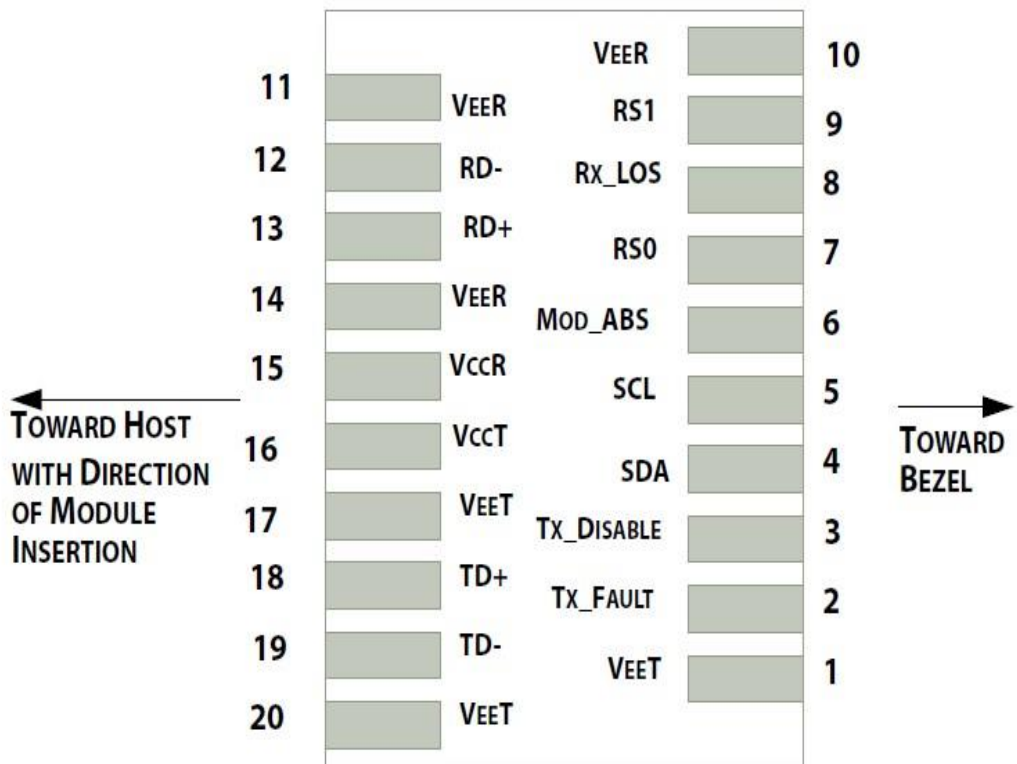 VEER
10
11
VEER
RS1
9
12
RD-
RX_LOS
8
13
RD+
RS0
7
14
VEER
MOD_ABS
6
15
VCCR
SCL
5
TOWARD HOST
WITH DIRECTION
OF MODULE
INSERTION
16
VCCT
SDA
4
TOWARD
BEZEL
17
VEET
TX_DISABLE
3
18
TD+
TX_FAULT
2
19
TD-
VEET
1
20
VEET